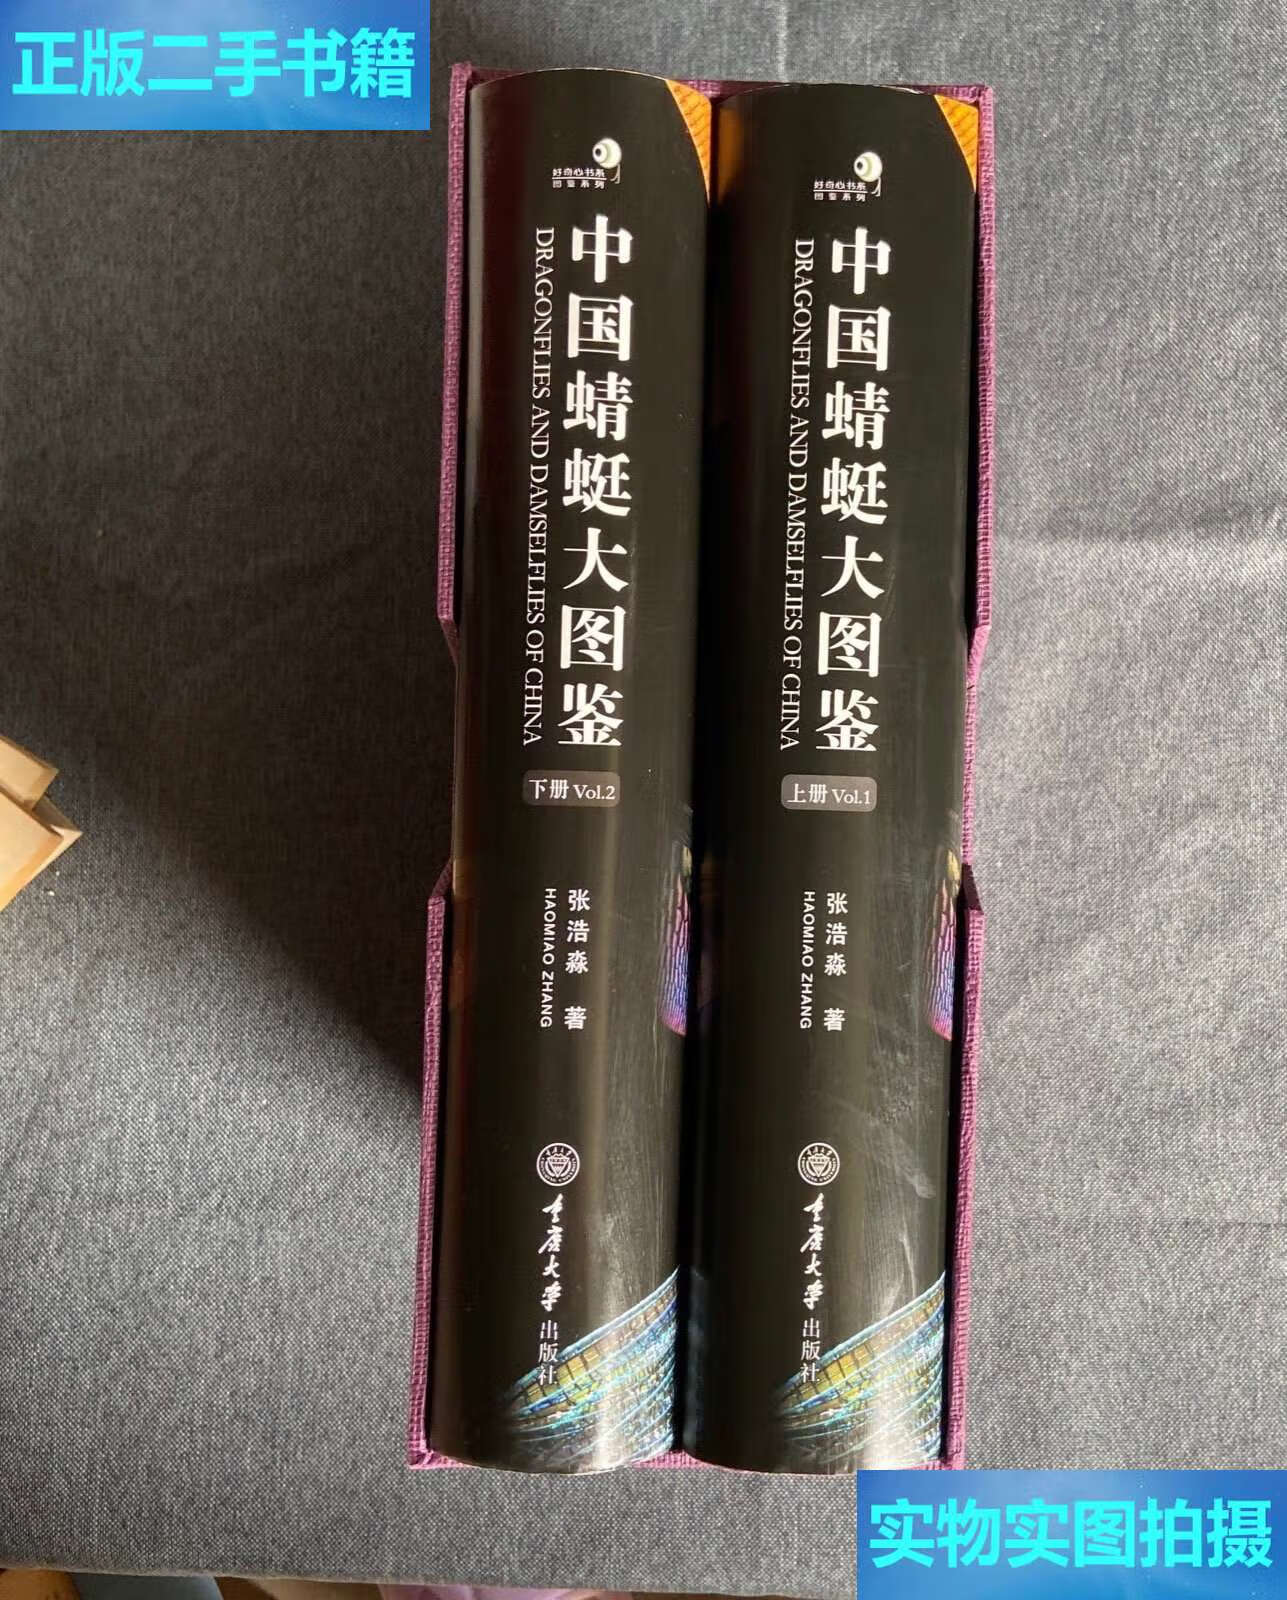 正版二手书籍
好奇心书系
图鉴系列
中国蜻蜓大图鉴
DRAGONFLIES AND DAMSELFLIES OF CHINA
下册 Vol.2
张浩淼 著
HAOMIAO ZHANG
重庆大学出版社
好奇心书系
图鉴系列
中国蜻蜓大图鉴
DRAGONFLIES AND DAMSELFLIES OF CHINA
上册 Vol.1
张浩淼 著
HAOMIAO ZHANG
重庆大学出版社
实物实图拍摄